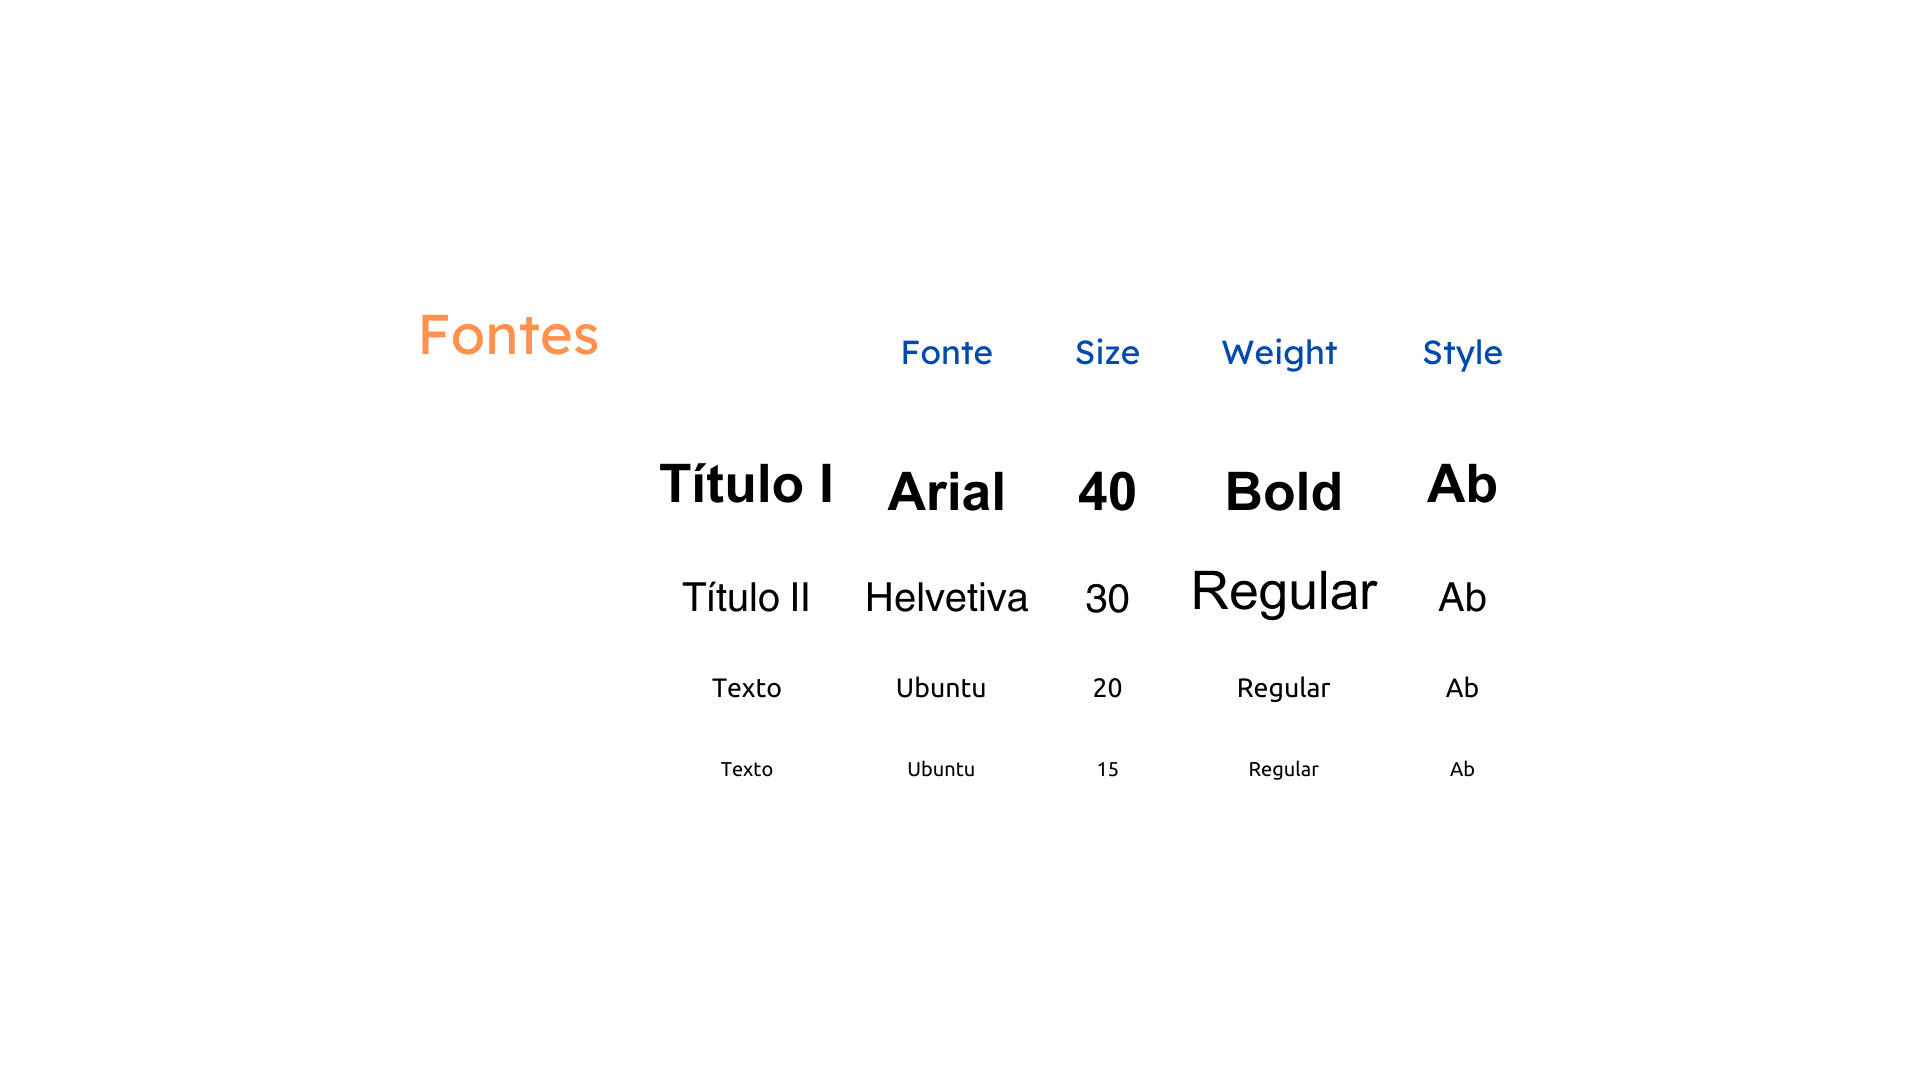 Fontes
Fonte Size Weight Style
Título I Arial 40 Bold Ab
Título II Helvetiva 30 Regular Ab
Texto Ubuntu 20 Regular Ab
Texto Ubuntu 15 Regular Ab